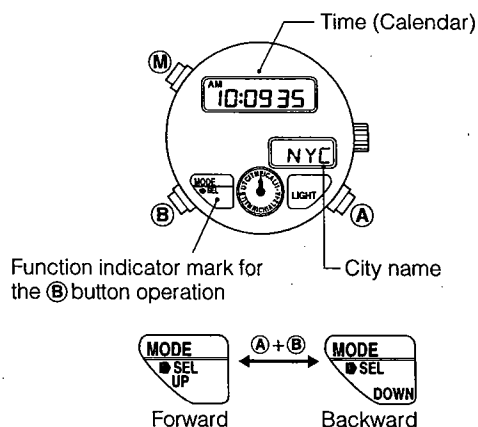 Time (Calendar)
M
AM
10:09 35
NYC
MODE
SEL
LIGHT
B
A
Function indicator mark for
the B button operation
City name
MODE
SEL
UP
A + B
MODE
SEL
DOWN
Forward
Backward